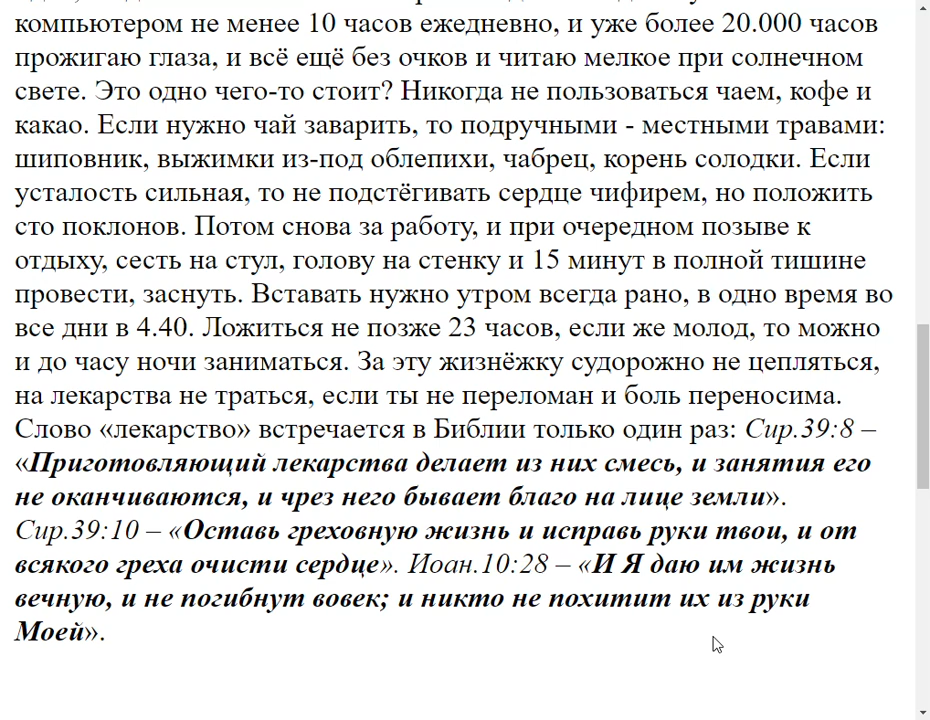 компьютером не менее 10 часов ежедневно, и уже более 20.000 часов
прожигаю глаза, и всё ещё без очков и читаю мелкое при солнечном
свете. Это одно чего-то стоит? Никогда не пользоваться чаем, кофе и
какао. Если нужно чай заварить, то подручными - местными травами:
шиповник, выжимки из-под облепихи, чабрец, корень солодки. Если
усталость сильная, то не подстёгивать сердце чифирем, но положить
сто поклонов. Потом снова за работу, и при очередном позыве к
отдыху, сесть на стул, голову на стенку и 15 минут в полной тишине
провести, заснуть. Вставать нужно утром всегда рано, в одно время во
все дни в 4.40. Ложиться не позже 23 часов, если же молод, то можно
и до часу ночи заниматься. За эту жизнёжку судорожно не цепляться,
на лекарства не траться, если ты не переломан и боль переносима.
Слово «лекарство» встречается в Библии только один раз: Сир.39:8 –
«Приготовляющий лекарства делает из них смесь, и занятия его
не оканчиваются, и чрез него бывает благо на лице земли».
Сир.39:10 – «Оставь греховную жизнь и исправь руки твои, и от
всякого греха очисти сердце». Иоан.10:28 – «И Я даю им жизнь
вечную, и не погибнут вовек; и никто не похитит их из руки
Моей».